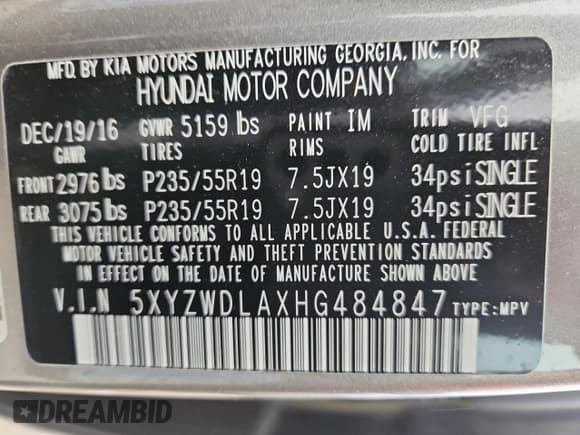 MFD. BY KIA MOTORS MANUFACTURING GEORGIA, INC. FOR
HYUNDAI MOTOR COMPANY
DEC/19/16 GVWR 5159 lbs PAINT IM TRIM VFG
GAWR TIRES RIMS COLD TIRE INFL
FRONT 2976 lbs P235/55R19 7.5JX19 34psi SINGLE
REAR 3075 lbs P235/55R19 7.5JX19 34psi SINGLE
THIS VEHICLE CONFORMS TO ALL APPLICABLE U.S.A. FEDERAL
MOTOR VEHICLE SAFETY AND THEFT PREVENTION STANDARDS
IN EFFECT ON THE DATE OF MANUFACTURE SHOWN ABOVE
V.I.N 5XYZWDLAXHG484847 TYPE: MPV
DREAMBID